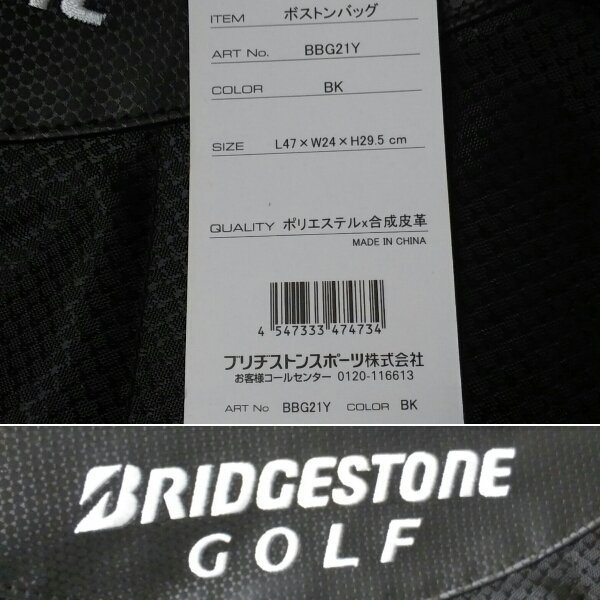 ITEM ボストンバッグ
ART No. BBG21Y
COLOR BK
SIZE L47×W24×H29.5 cm
QUALITY ポリエステルx合成皮革
MADE IN CHINA
4 547333 474734
ブリヂストンスポーツ株式会社
お客様コールセンター 0120-116613
ART No BBG21Y COLOR BK
BRIDGESTONE
GOLF